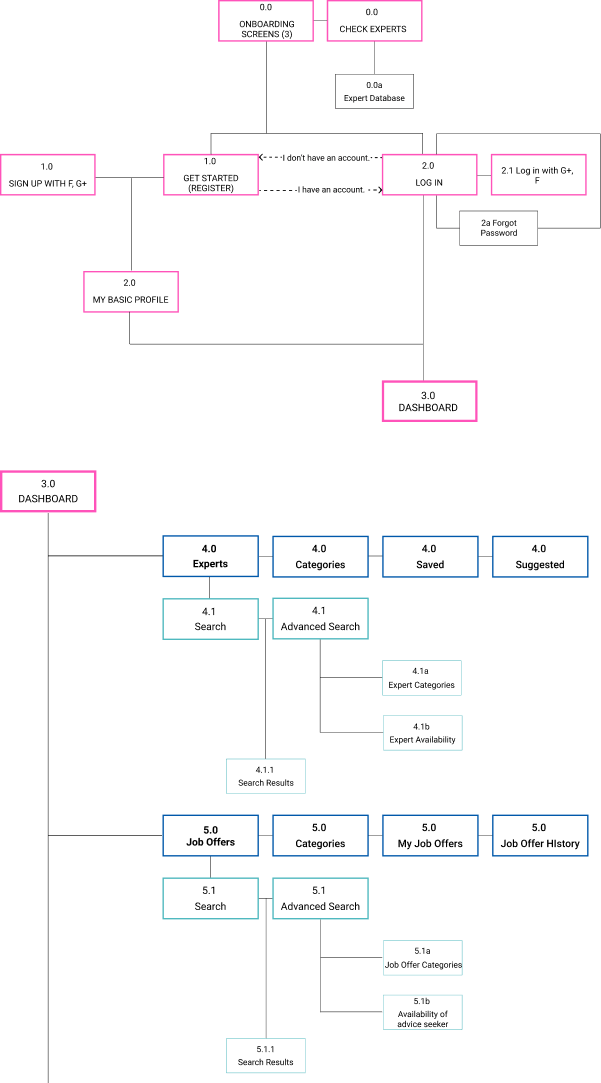 0.0
ONBOARDING
SCREENS (3)
0.0
CHECK EXPERTS
0.0a
Expert Database
1.0
SIGN UP WITH F, G+
1.0
GET STARTED
(REGISTER)
I don't have an account.
I have an account.
2.0
LOG IN
2.1 Log in with G+,
F
2a Forgot
Password
2.0
MY BASIC PROFILE
3.0
DASHBOARD
3.0
DASHBOARD
4.0
Experts
4.0
Categories
4.0
Saved
4.0
Suggested
4.1
Search
4.1
Advanced Search
4.1a
Expert Categories
4.1b
Expert Availability
4.1.1
Search Results
5.0
Job Offers
5.0
Categories
5.0
My Job Offers
5.0
Job Offer HIstory
5.1
Search
5.1
Advanced Search
5.1a
Job Offer Categories
5.1b
Availability of
advice seeker
5.1.1
Search Results